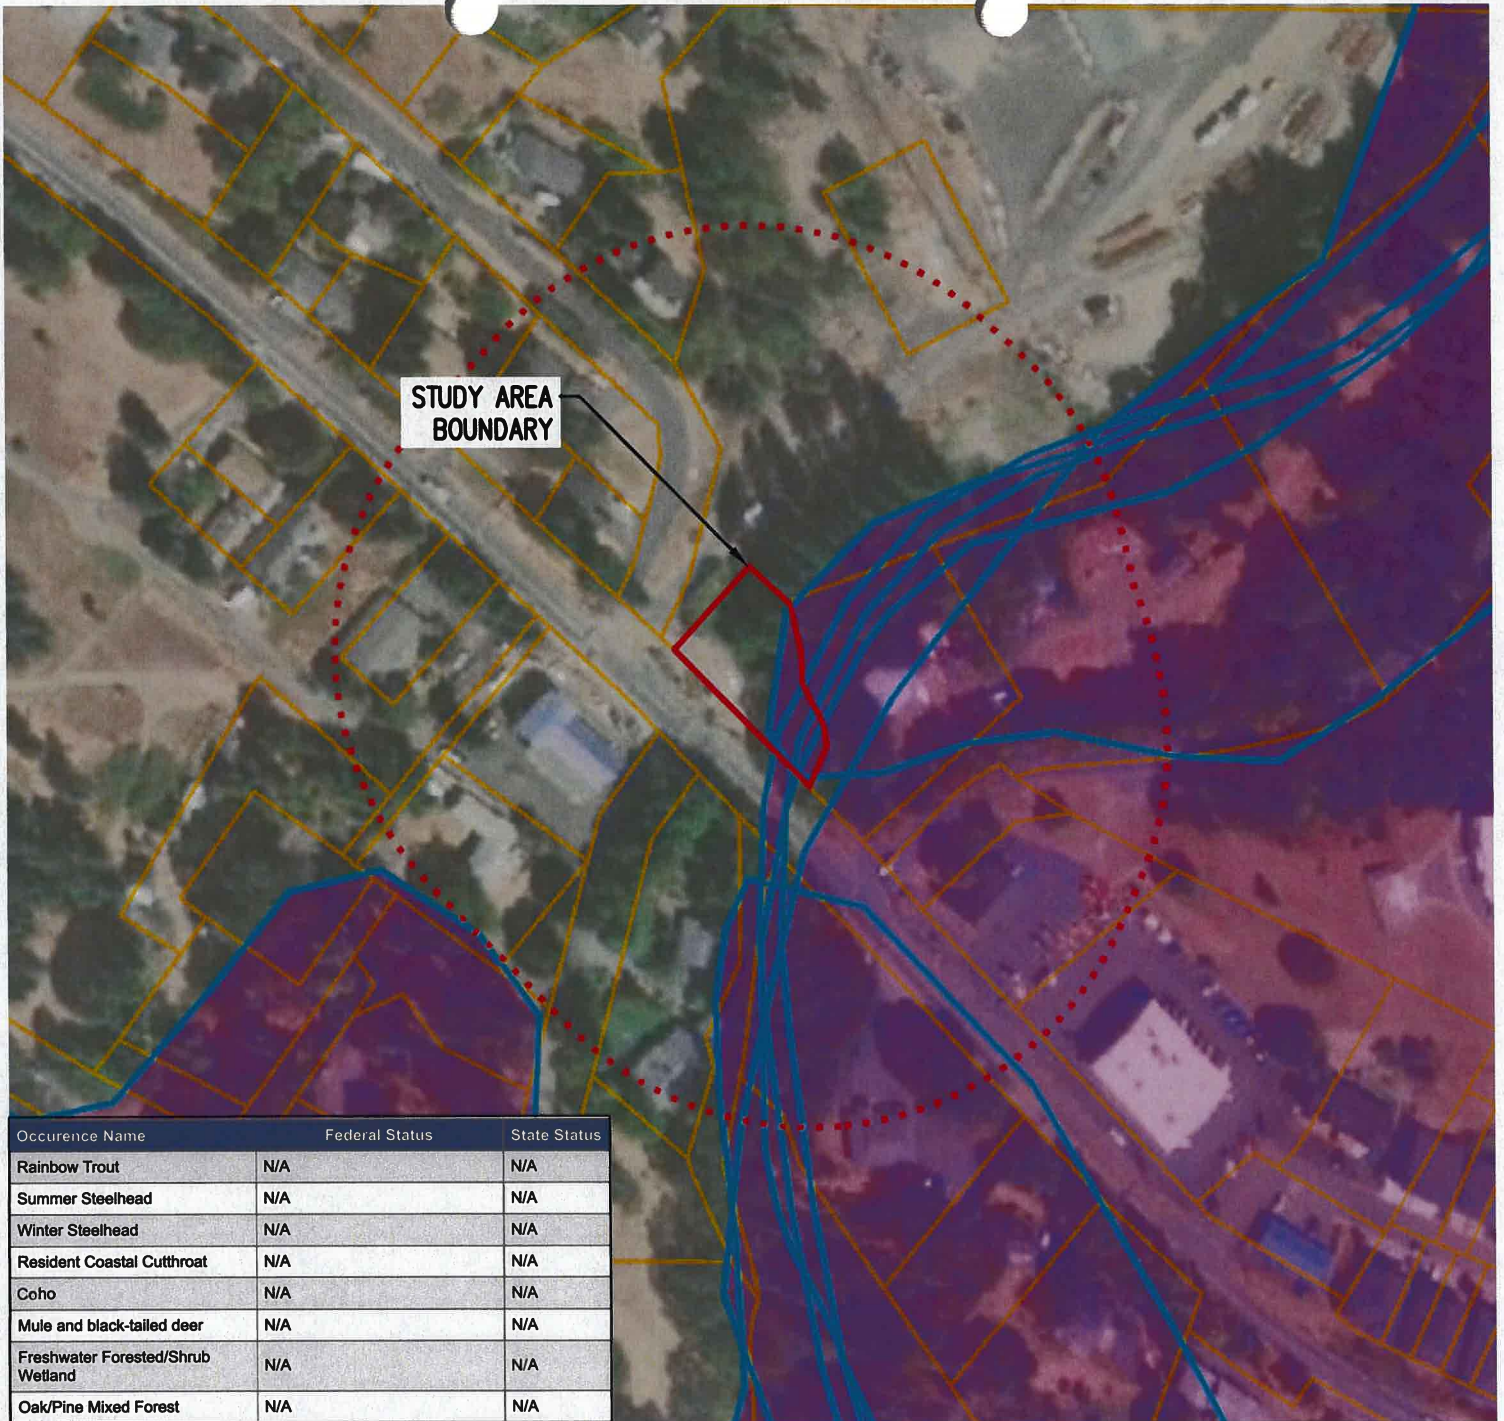 STUDY AREA
BOUNDARY
Occurence Name Federal Status State Status
Rainbow Trout N/A N/A
Summer Steelhead N/A N/A
Winter Steelhead N/A N/A
Resident Coastal Cutthroat N/A N/A
Coho N/A N/A
Mule and black-tailed deer N/A N/A
Freshwater Forested/Shrub
Wetland N/A N/A
Oak/Pine Mixed Forest N/A N/A